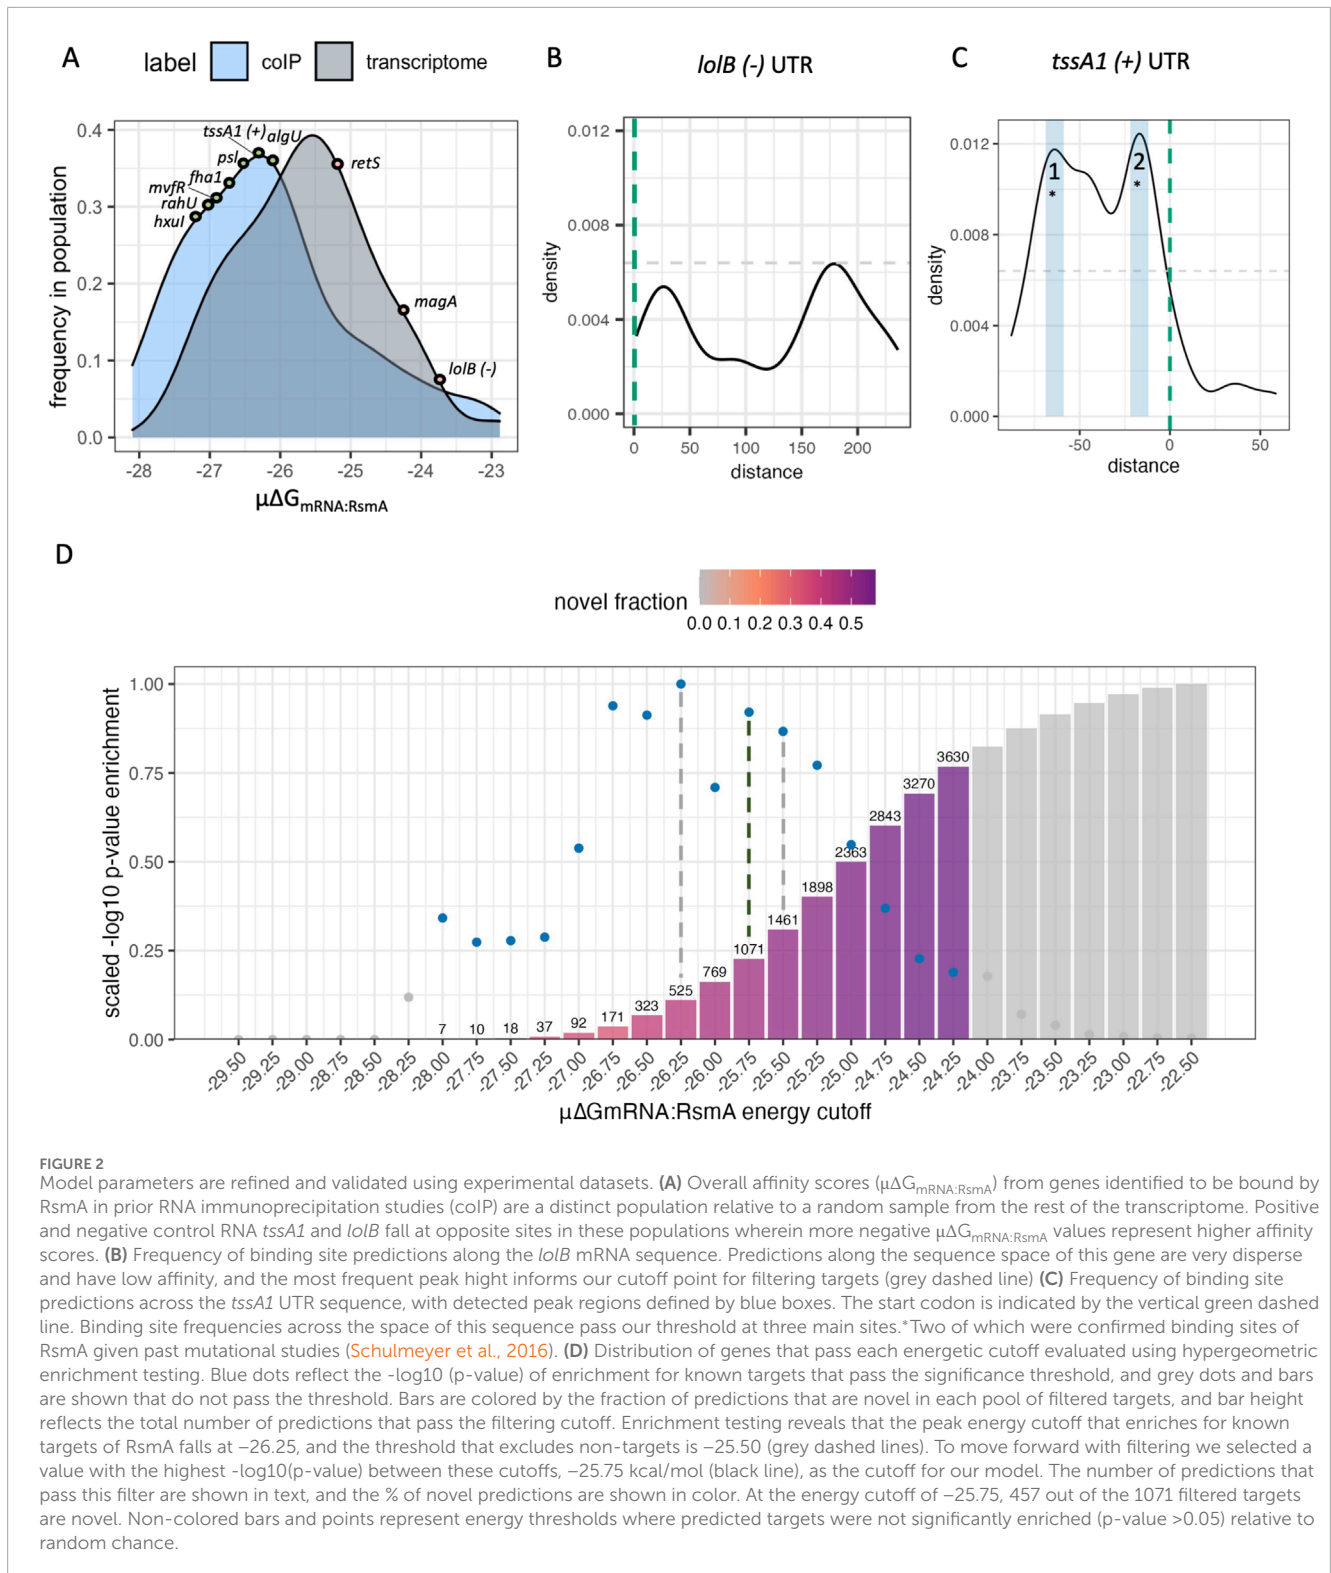 A
label
coIP
transcriptome
frequency in population
0.4
0.3
0.2
0.1
0.0
tssA1 (+)
algU
psl
fha1
mvfR
rahU
hxuI
retS
magA
lolB (-)
-28
-27
-26
-25
-24
-23
µΔGmRNA:RsmA
B
lolB (-) UTR
density
0.012
0.008
0.004
0.000
0
50
100
150
200
distance
C
tssA1 (+) UTR
density
0.012
0.008
0.004
0.000
1
*
2
*
-50
0
50
distance
D
novel fraction
0.0 0.1 0.2 0.3 0.4 0.5
scaled -log10 p-value enrichment
1.00
0.75
0.50
0.25
0.00
7
10
18
37
92
171
323
525
769
1071
1461
1898
2363
2843
3270
3630
-29.50
-29.25
-29.00
-28.75
-28.50
-28.25
-28.00
-27.75
-27.50
-27.25
-27.00
-26.75
-26.50
-26.25
-26.00
-25.75
-25.50
-25.25
-25.00
-24.75
-24.50
-24.25
-24.00
-23.75
-23.50
-23.25
-23.00
-22.75
-22.50
µΔGmRNA:RsmA energy cutoff
FIGURE 2
Model parameters are refined and validated using experimental datasets. (A) Overall affinity scores (µΔGmRNA:RsmA) from genes identified to be bound by
RsmA in prior RNA immunoprecipitation studies (coIP) are a distinct population relative to a random sample from the rest of the transcriptome. Positive
and negative control RNA tssA1 and lolB fall at opposite sites in these populations wherein more negative µΔGmRNA:RsmA values represent higher affinity
scores. (B) Frequency of binding site predictions along the lolB mRNA sequence. Predictions along the sequence space of this gene are very disperse
and have low affinity, and the most frequent peak hight informs our cutoff point for filtering targets (grey dashed line) (C) Frequency of binding site
predictions across the tssA1 UTR sequence, with detected peak regions defined by blue boxes. The start codon is indicated by the vertical green dashed
line. Binding site frequencies across the space of this sequence pass our threshold at three main sites.*Two of which were confirmed binding sites of
RsmA given past mutational studies (Schulmeyer et al., 2016). (D) Distribution of genes that pass each energetic cutoff evaluated using hypergeometric
enrichment testing. Blue dots reflect the -log10 (p-value) of enrichment for known targets that pass the significance threshold, and grey dots and bars
are shown that do not pass the threshold. Bars are colored by the fraction of predictions that are novel in each pool of filtered targets, and bar height
reflects the total number of predictions that pass the filtering cutoff. Enrichment testing reveals that the peak energy cutoff that enriches for known
targets of RsmA falls at −26.25, and the threshold that excludes non-targets is −25.50 (grey dashed lines). To move forward with filtering we selected a
value with the highest -log10(p-value) between these cutoffs, −25.75 kcal/mol (black line), as the cutoff for our model. The number of predictions that
pass this filter are shown in text, and the % of novel predictions are shown in color. At the energy cutoff of −25.75, 457 out of the 1071 filtered targets
are novel. Non-colored bars and points represent energy thresholds where predicted targets were not significantly enriched (p-value >0.05) relative to
random chance.